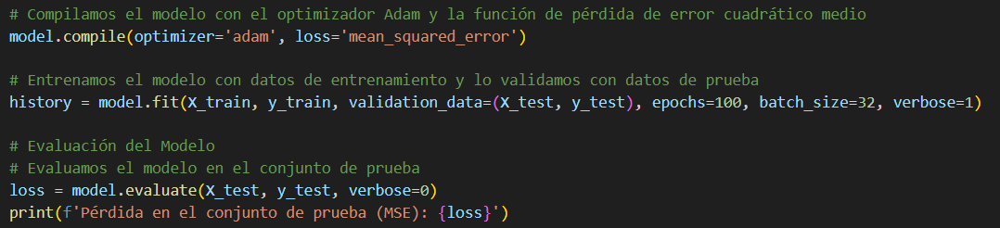 # Compilamos el modelo con el optimizador Adam y la función de pérdida de error cuadrático medio
model.compile(optimizer='adam', loss='mean_squared_error')
# Entrenamos el modelo con datos de entrenamiento y lo validamos con datos de prueba
history = model.fit(X_train, y_train, validation_data=(X_test, y_test), epochs=100, batch_size=32, verbose=1)
# Evaluación del Modelo
# Evaluamos el modelo en el conjunto de prueba
loss = model.evaluate(X_test, y_test, verbose=0)
print(f'Pérdida en el conjunto de prueba (MSE): {loss}')